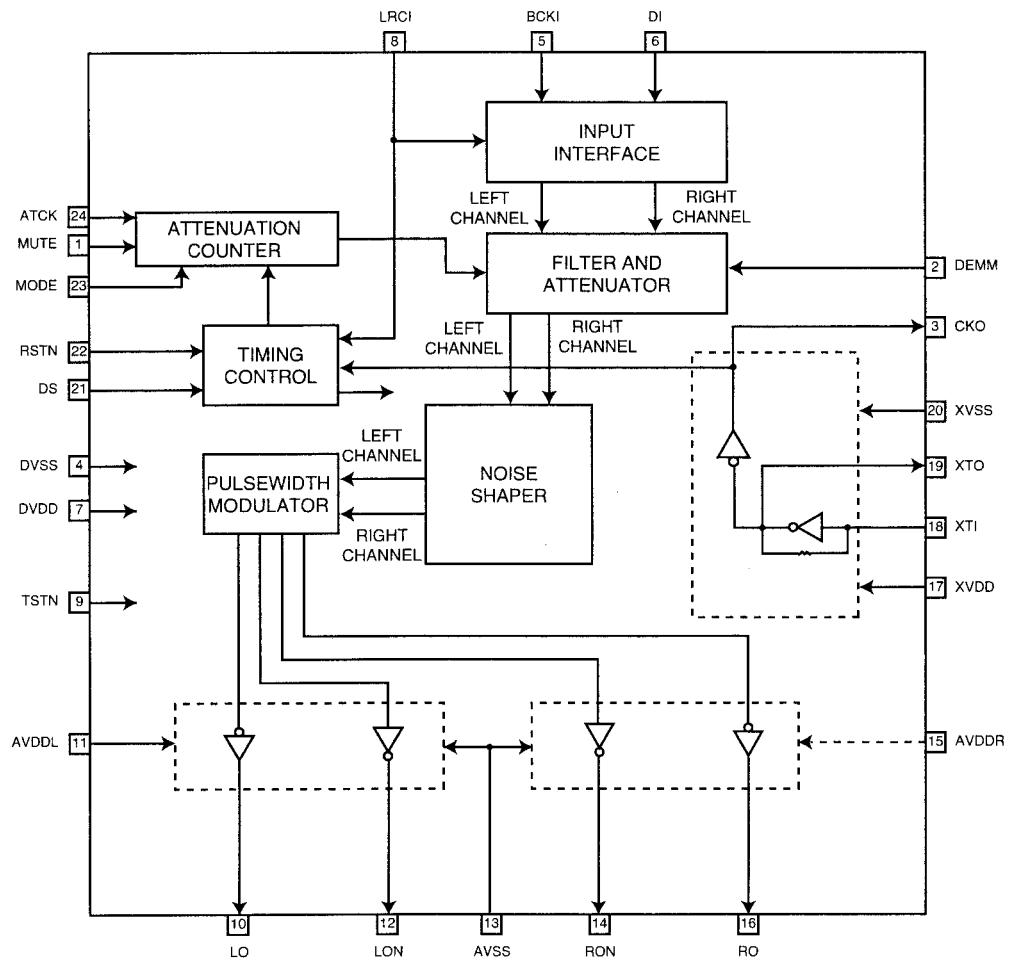 LRCI
BCKI
DI
8
5
6
INPUT
INTERFACE
LEFT
CHANNEL
RIGHT
CHANNEL
ATCK 24
MUTE 1
MODE 23
ATTENUATION
COUNTER
FILTER AND
ATTENUATOR
2 DEMM
3 CKO
LEFT
CHANNEL
RIGHT
CHANNEL
RSTN 22
DS 21
TIMING
CONTROL
20 XVSS
19 XTO
18 XTI
17 XVDD
DVSS 4
DVDD 7
TSTN 9
LEFT
CHANNEL
PULSEWIDTH
MODULATOR
RIGHT
CHANNEL
NOISE
SHAPER
AVDDL 11
15 AVDDR
10
12
13
14
16
LO
LON
AVSS
RON
RO